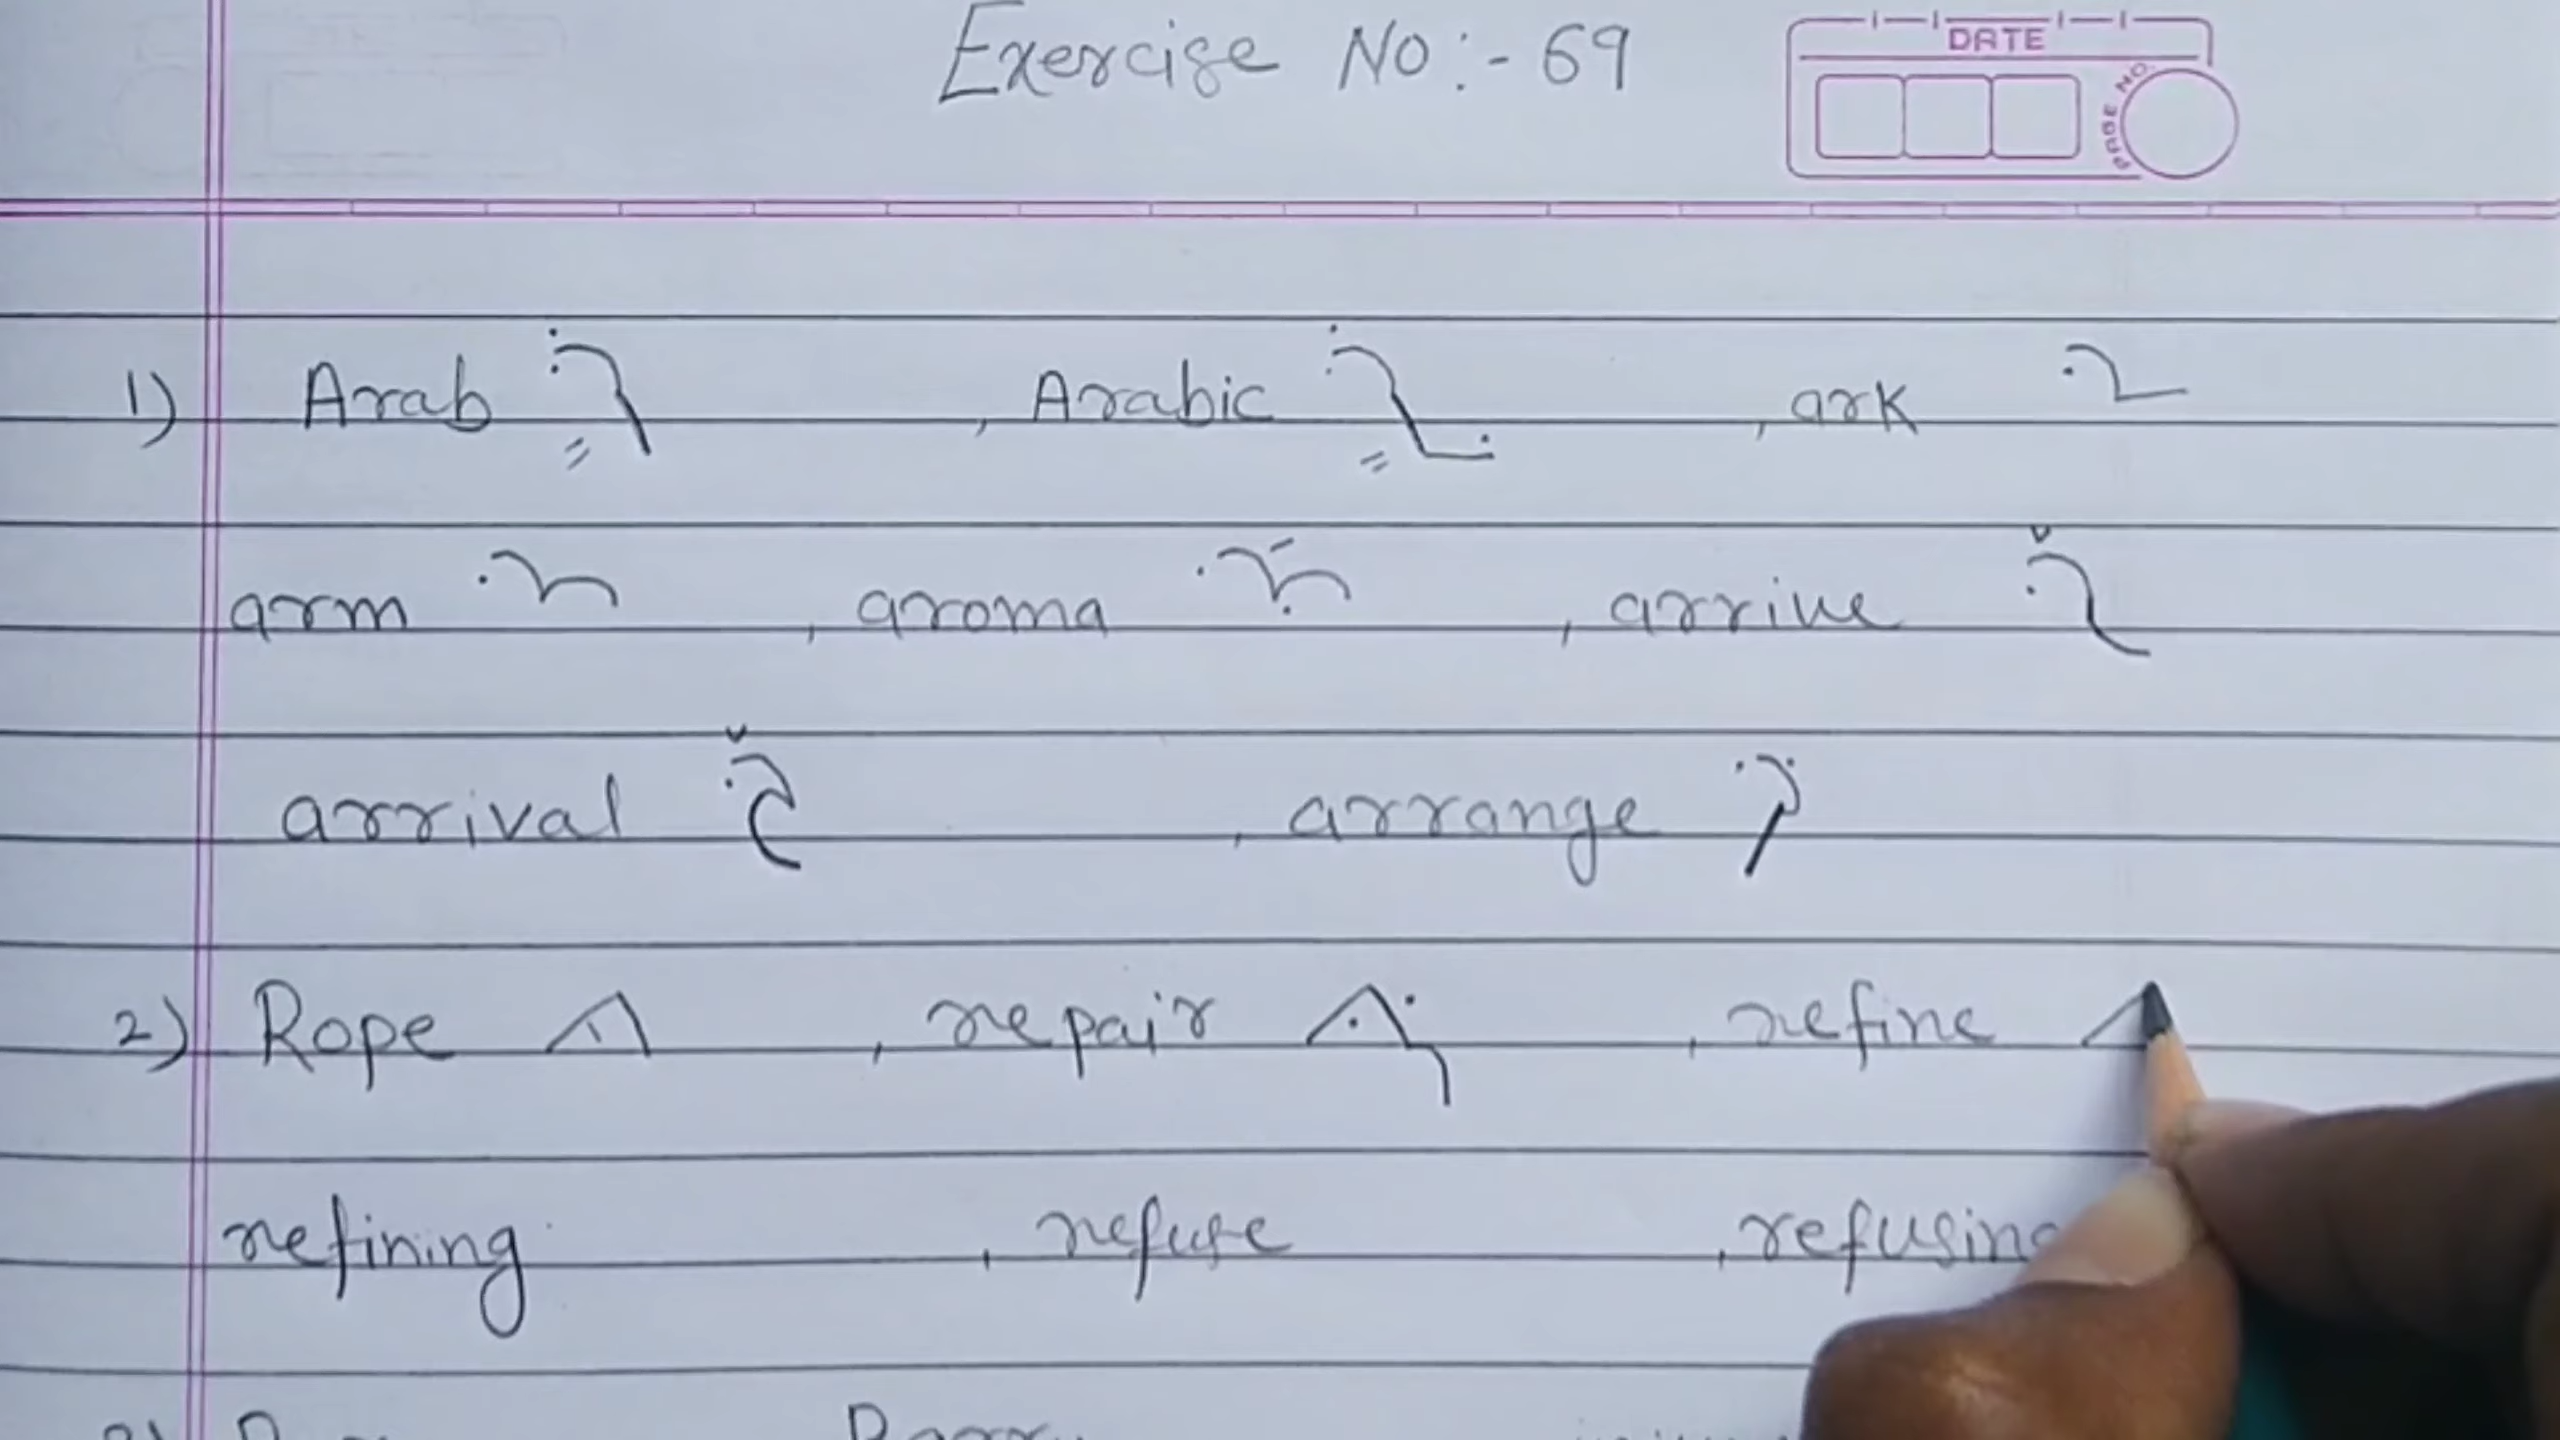 Exercise No:- 69
DATE
PAGE NO.
1) Arab , Arabic , ark
arm , aroma , arrive
arrival , arrange
2) Rope , repair , refine
refining , refuse , refusing